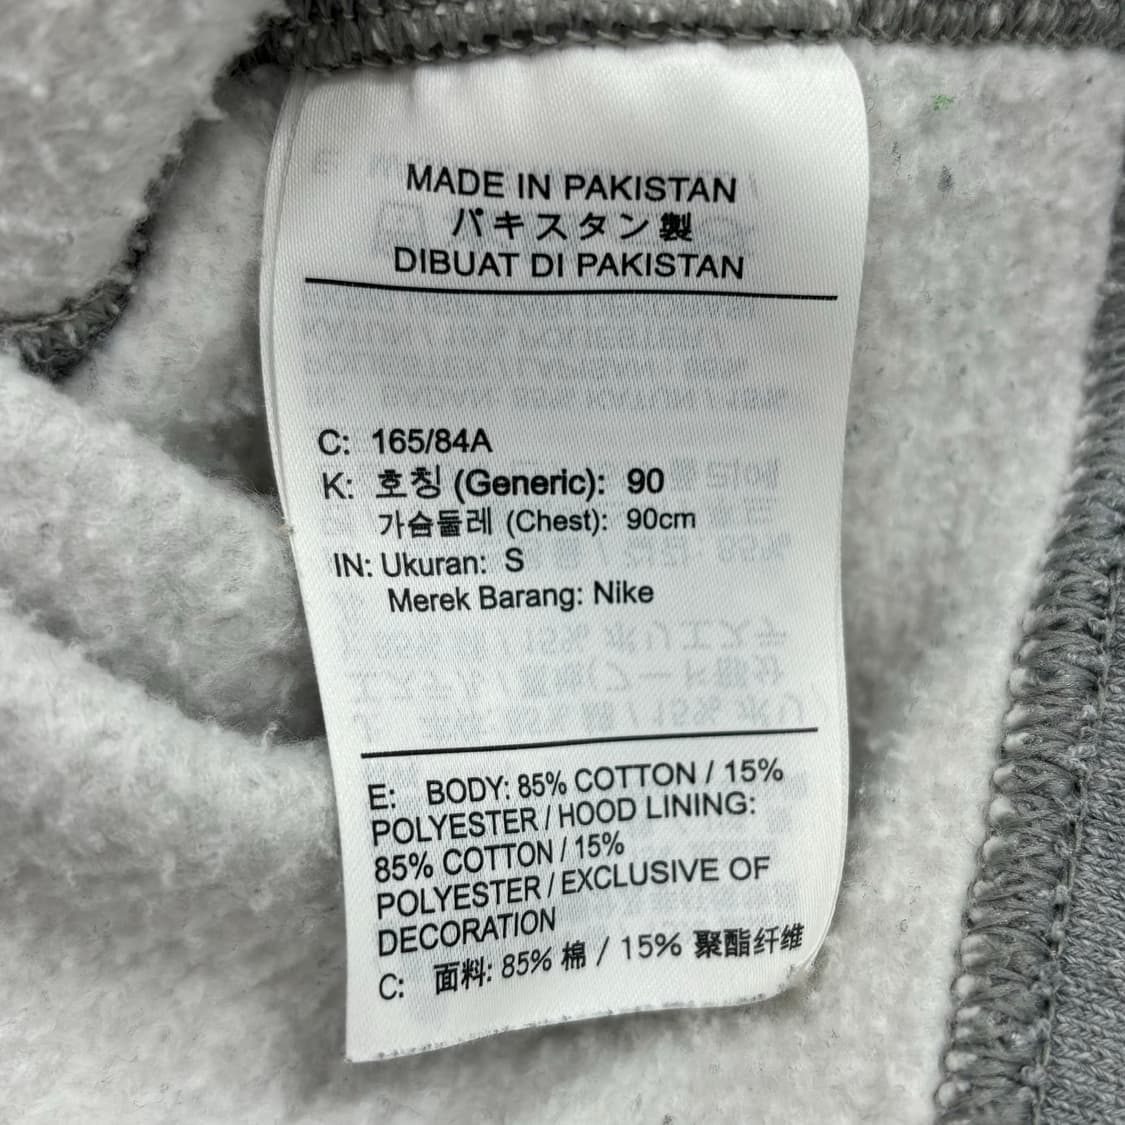 MADE IN PAKISTAN
パキスタン製
DIBUAT DI PAKISTAN
C: 165/84A
K: 호칭 (Generic): 90
가슴둘레 (Chest): 90cm
IN: Ukuran: S
Merek Barang: Nike
E: BODY: 85% COTTON / 15%
POLYESTER / HOOD LINING:
85% COTTON / 15%
POLYESTER / EXCLUSIVE OF
DECORATION
C: 面料: 85% 棉 / 15% 聚酯纤维